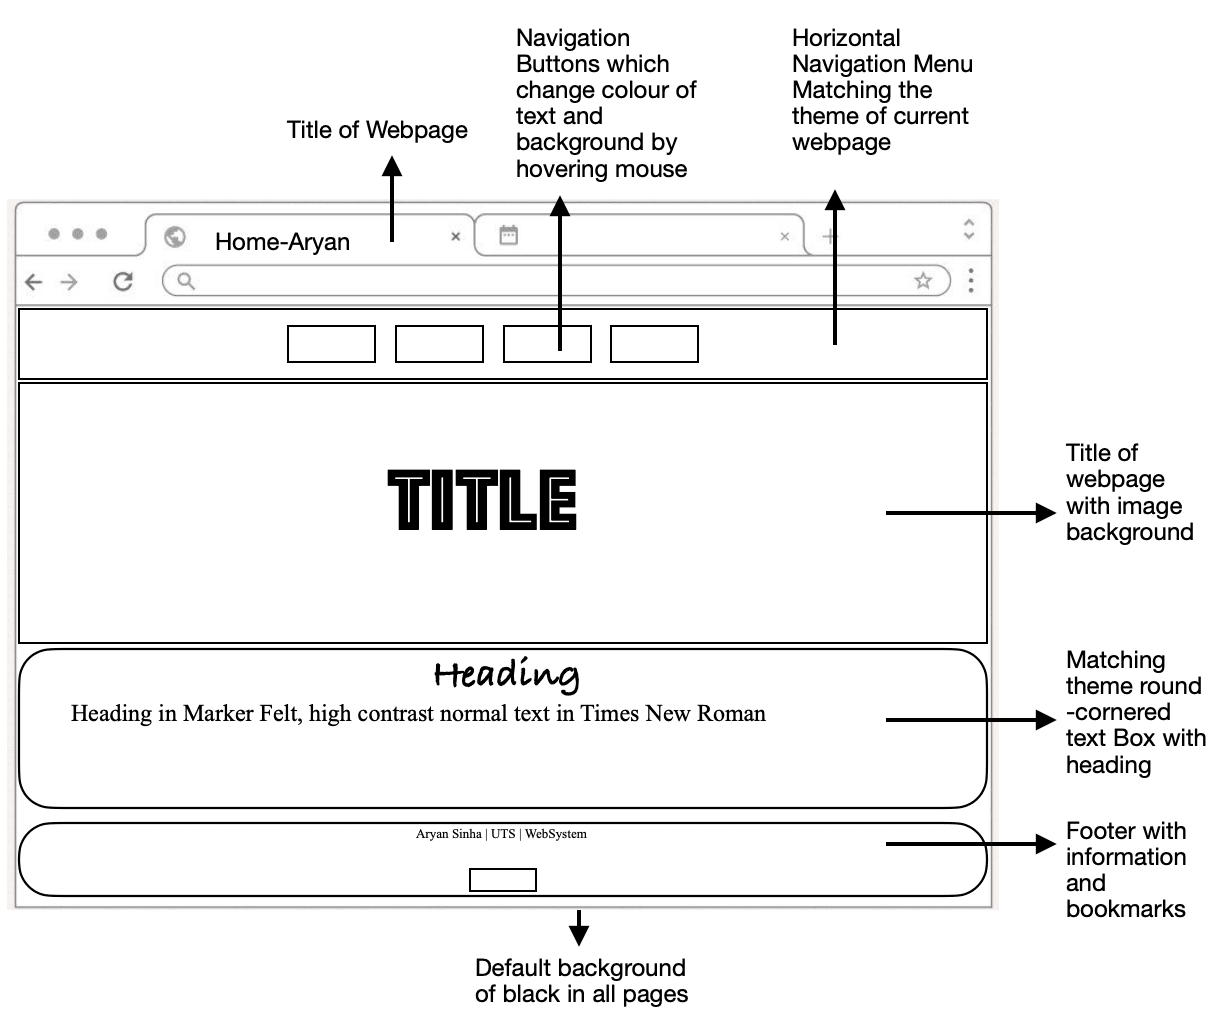 Navigation
Buttons which
change colour of
text and
background by
hovering mouse
Horizontal
Navigation Menu
Matching the
theme of current
webpage
Title of Webpage
Home-Aryan
TITLE
Title of
webpage
with image
background
Heading
Heading in Marker Felt, high contrast normal text in Times New Roman
Matching
theme round
-cornered
text Box with
heading
Aryan Sinha | UTS | WebSystem
Footer with
information
and
bookmarks
Default background
of black in all pages